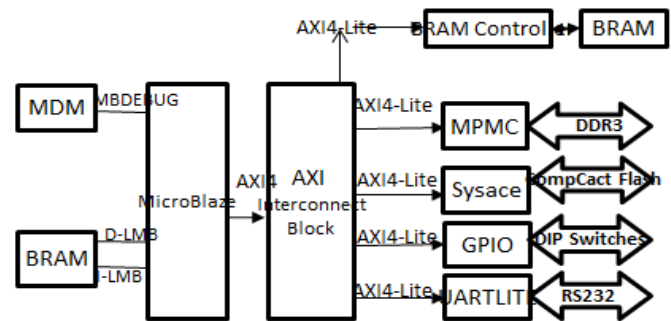 AXI4-Lite
BRAM Control
BRAM
MDM
MBDEBUG
AXI4-Lite
MPMC
DDR3
MicroBlaze
AXI4
AXI
Interconnect
Block
AXI4-Lite
Sysace
CompCact Flash
BRAM
D-LMB
I-LMB
AXI4-Lite
GPIO
DIP Switches
AXI4-Lite
UARTLITE
RS232